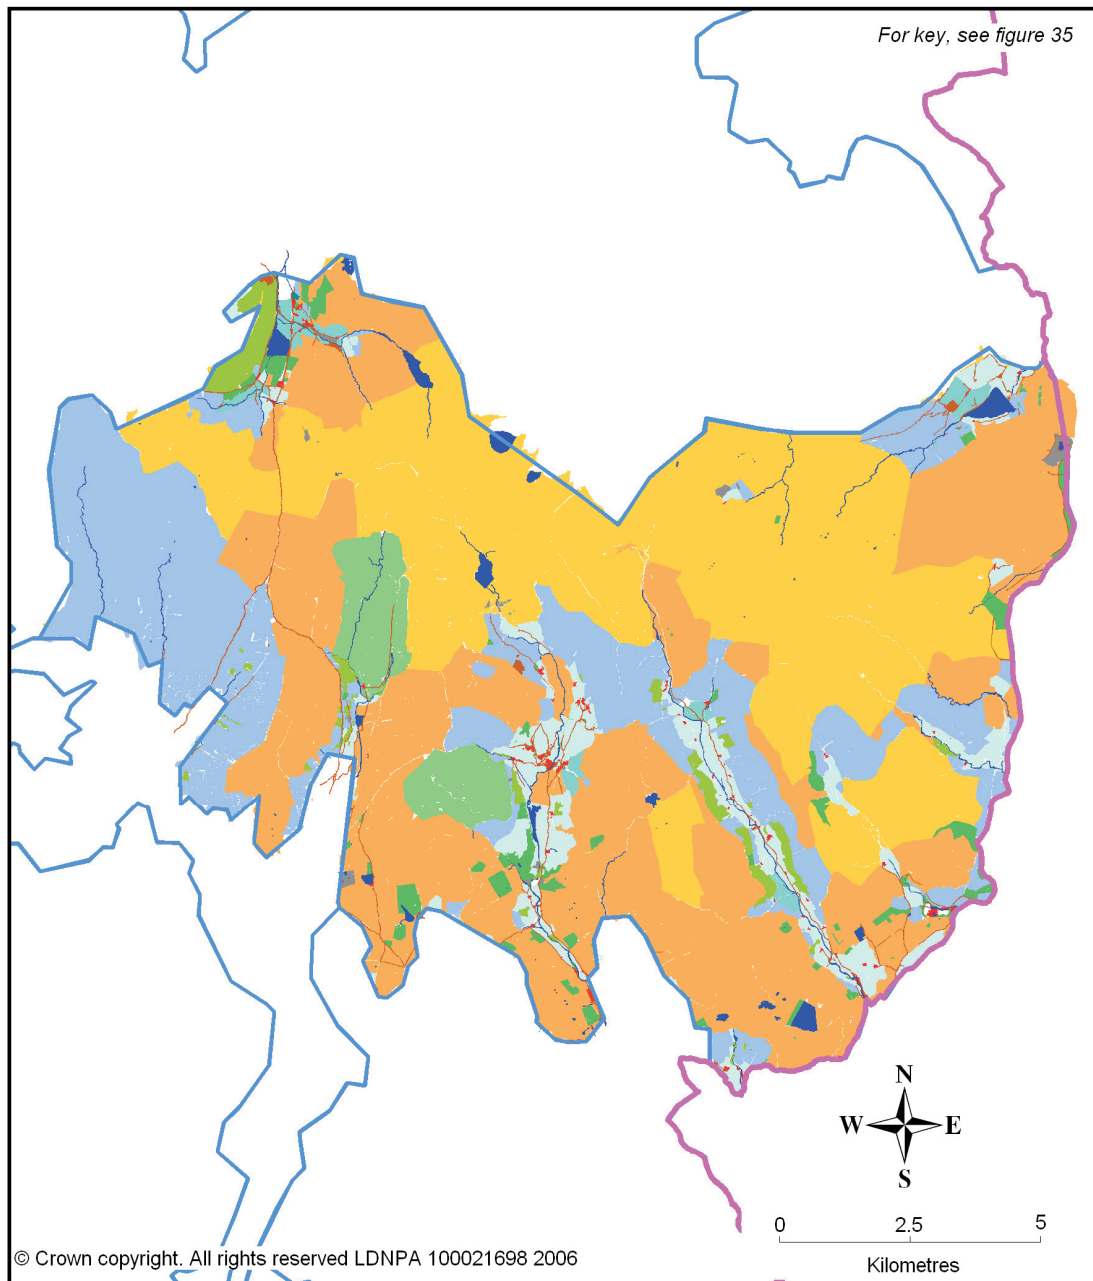 For key, see figure 35
N
W E
S
0 2.5 5
Kilometres
© Crown copyright. All rights reserved LDNPA 100021698 2006